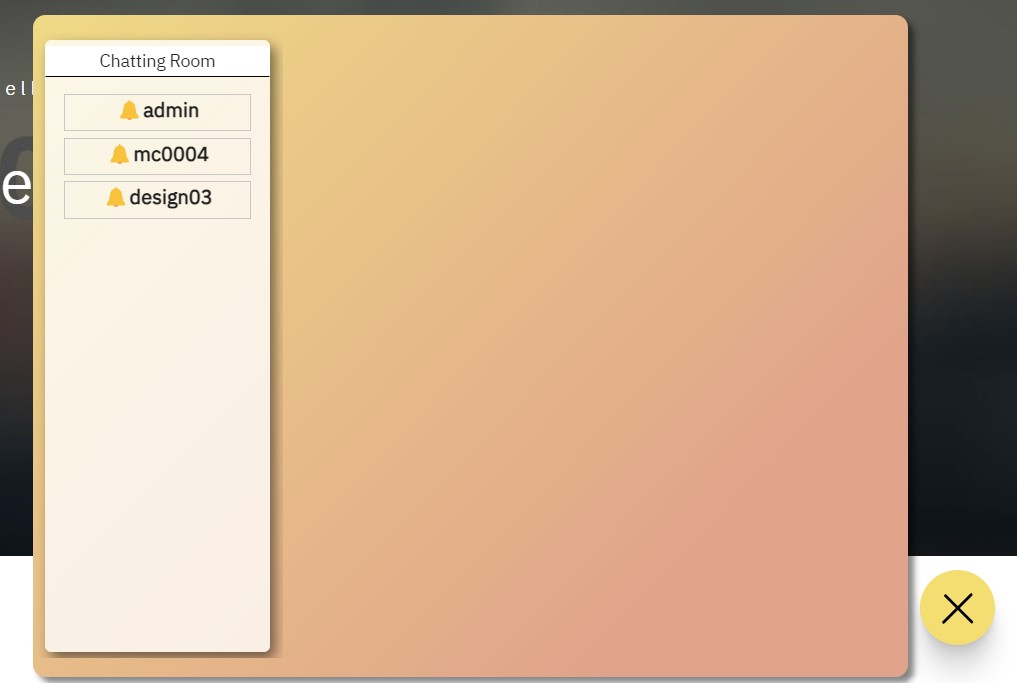 Chatting Room
admin
mc0004
design03